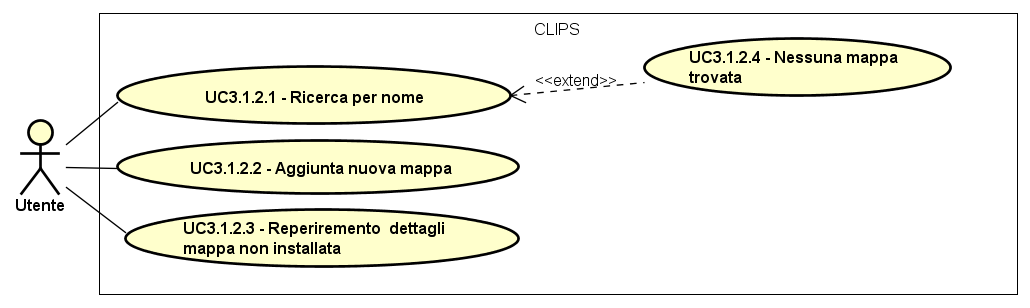 CLIPS
UC3.1.2.4 - Nessuna mappa
trovata
<<extend>>
UC3.1.2.1 - Ricerca per nome
UC3.1.2.2 - Aggiunta nuova mappa
Utente
UC3.1.2.3 - Reperiremento dettagli
mappa non installata